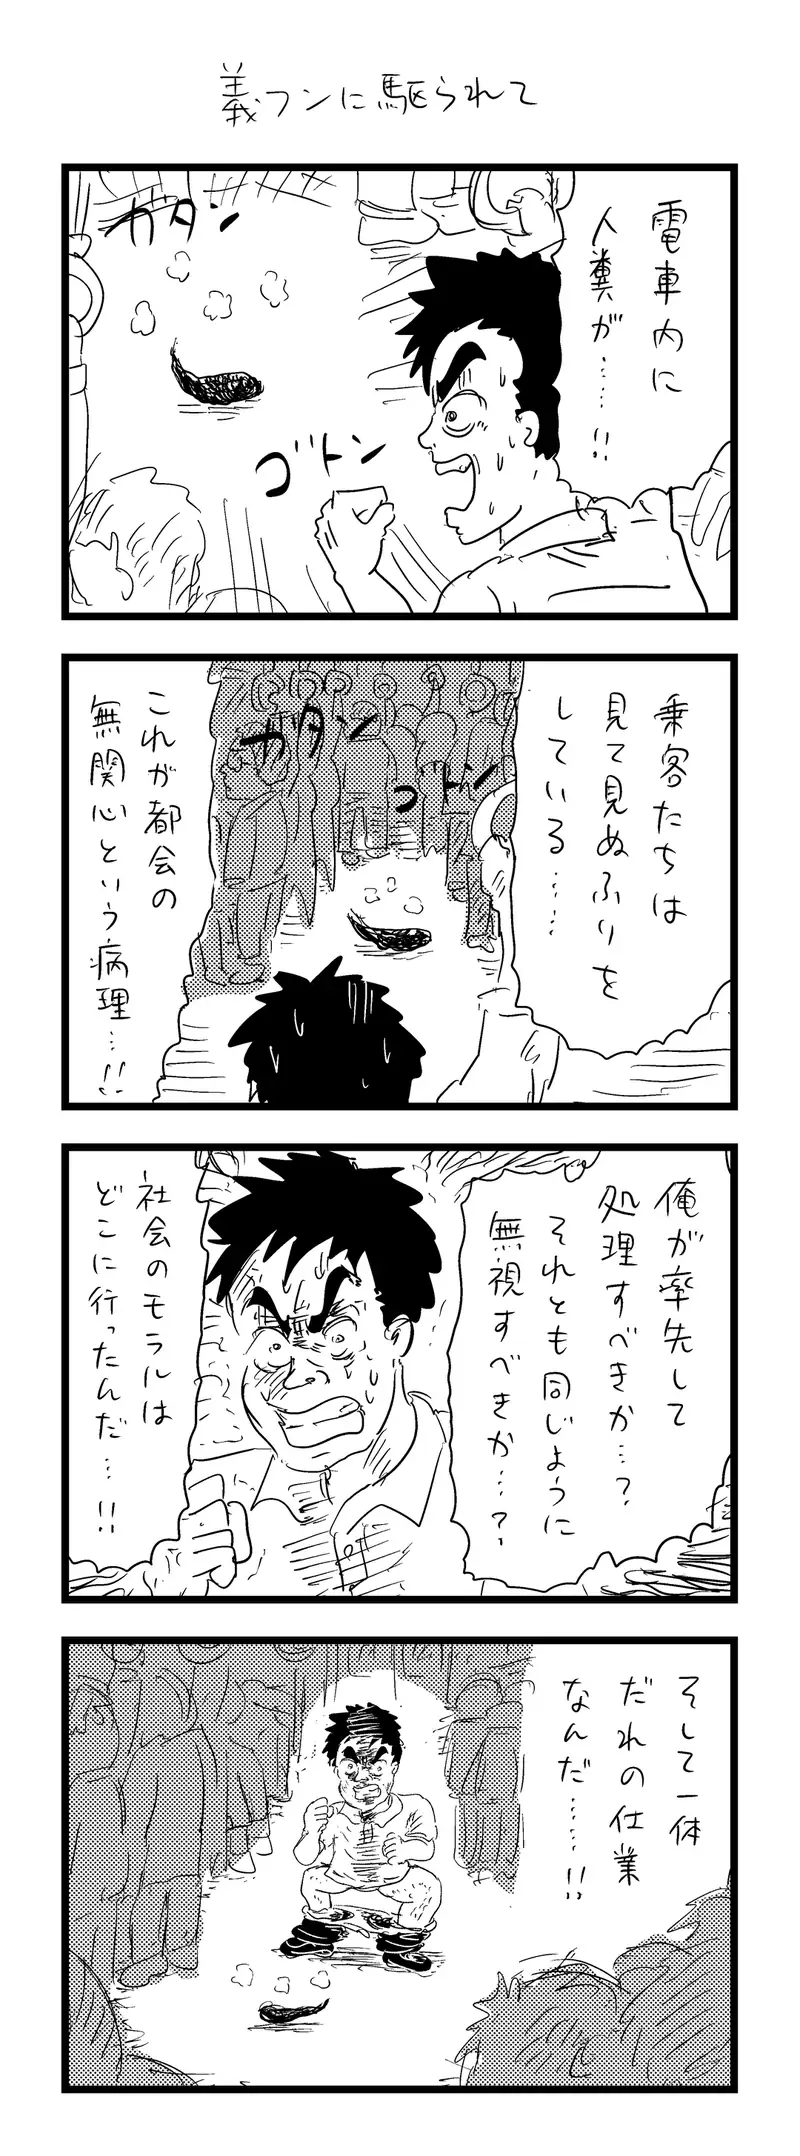 義フンに駆られて
電車内に
人糞が……!!
ガタン
ゴトン
乗客たちは
見て見ぬふりを
している……
ガタン
ゴトン
これが都会の
無関心という病理…!!
俺が率先して
処理すべきか…?
それとも同じように
無視すべきか…?
社会のモラルは
どこに行ったんだ…!!
そして一体
だれの仕業
なんだ……!!